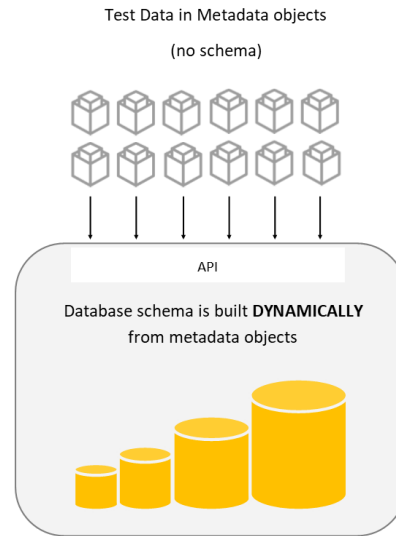 Test Data in Metadata objects
(no schema)
API
Database schema is built DYNAMICALLY
from metadata objects